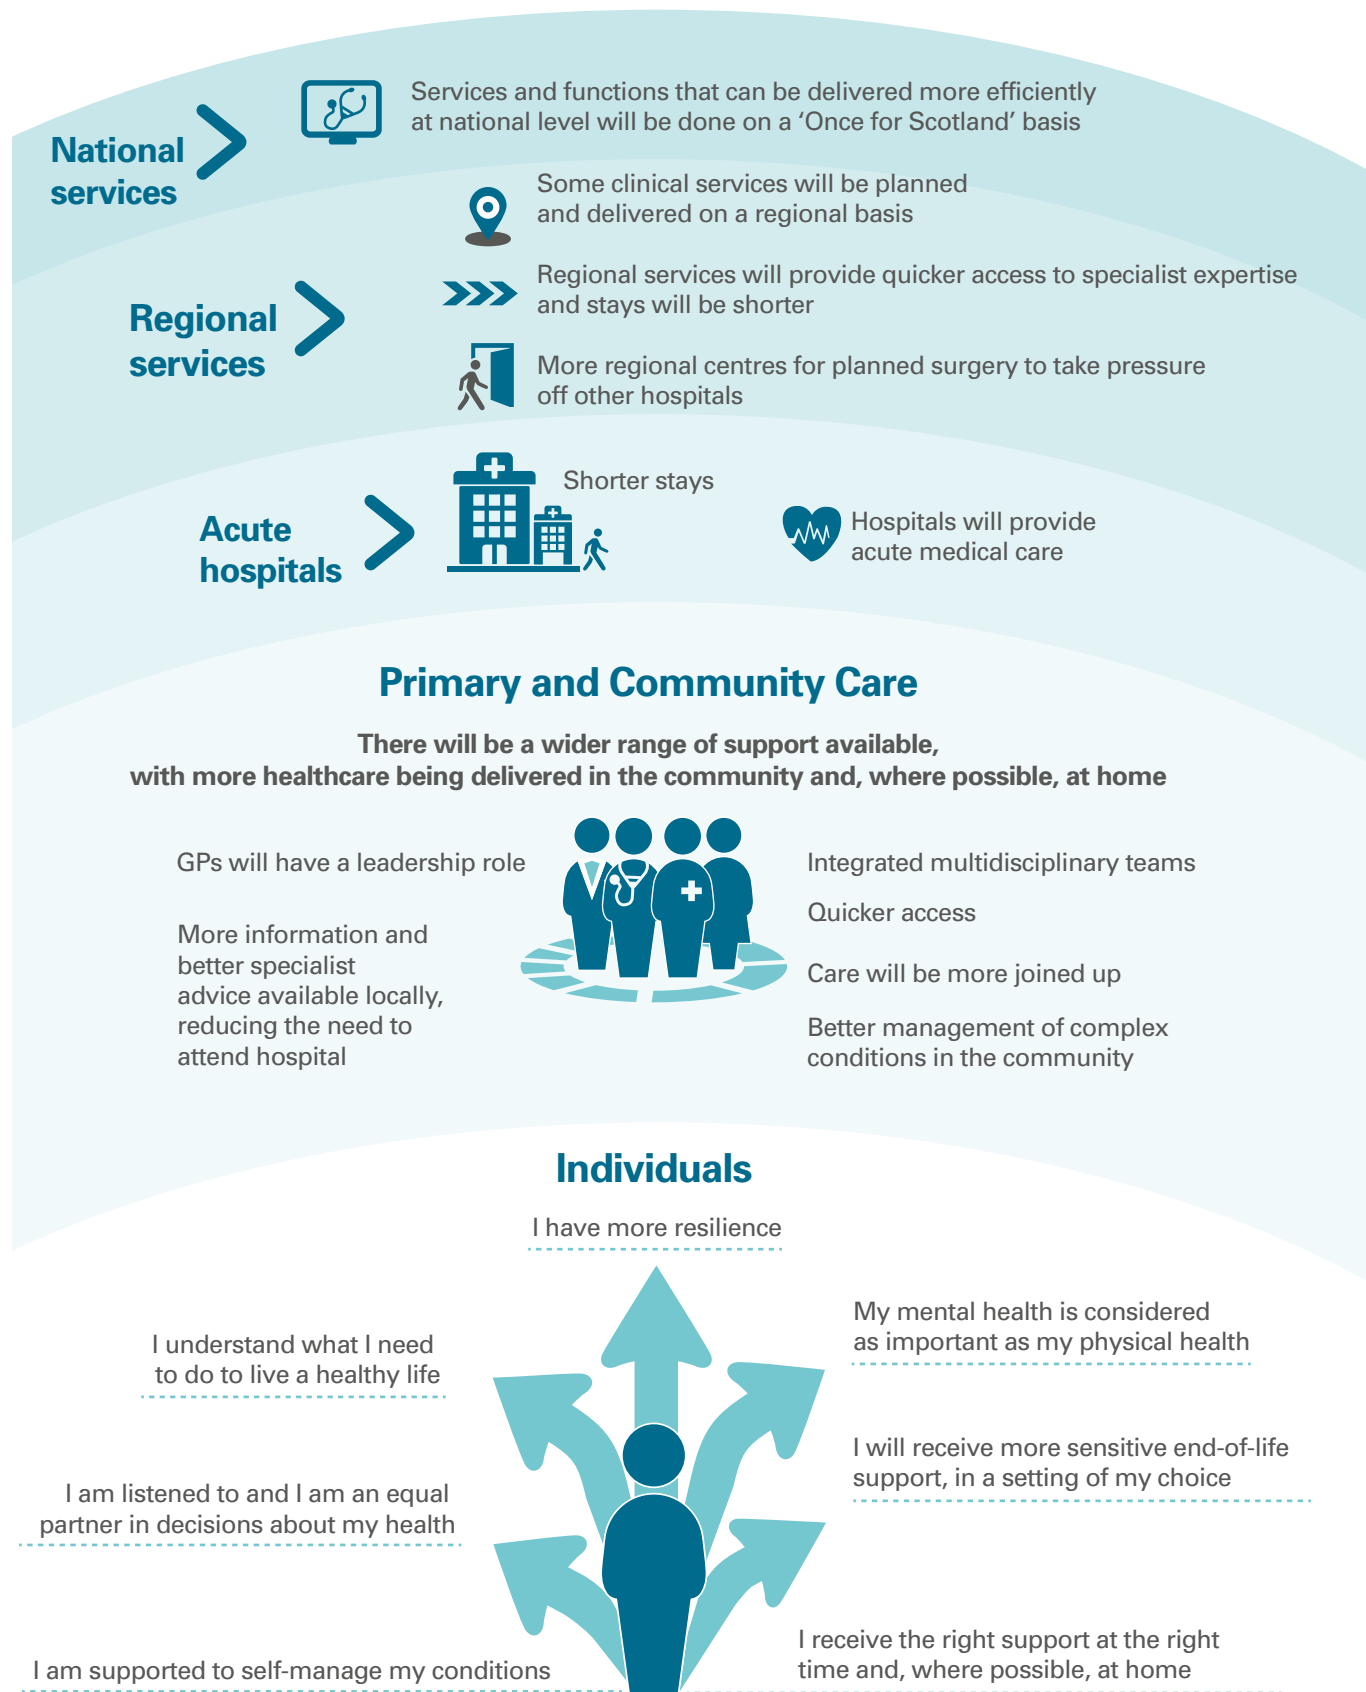 National
services
Services and functions that can be delivered more efficiently
at national level will be done on a ‘Once for Scotland’ basis
Regional
services
Some clinical services will be planned
and delivered on a regional basis
Regional services will provide quicker access to specialist expertise
and stays will be shorter
More regional centres for planned surgery to take pressure
off other hospitals
Acute
hospitals
Shorter stays
Hospitals will provide
acute medical care
Primary and Community Care
There will be a wider range of support available,
with more healthcare being delivered in the community and, where possible, at home
GPs will have a leadership role
More information and
better specialist
advice available locally,
reducing the need to
attend hospital
Integrated multidisciplinary teams
Quicker access
Care will be more joined up
Better management of complex
conditions in the community
Individuals
I have more resilience
I understand what I need
to do to live a healthy life
My mental health is considered
as important as my physical health
I am listened to and I am an equal
partner in decisions about my health
I will receive more sensitive end-of-life
support, in a setting of my choice
I am supported to self-manage my conditions
I receive the right support at the right
time and, where possible, at home